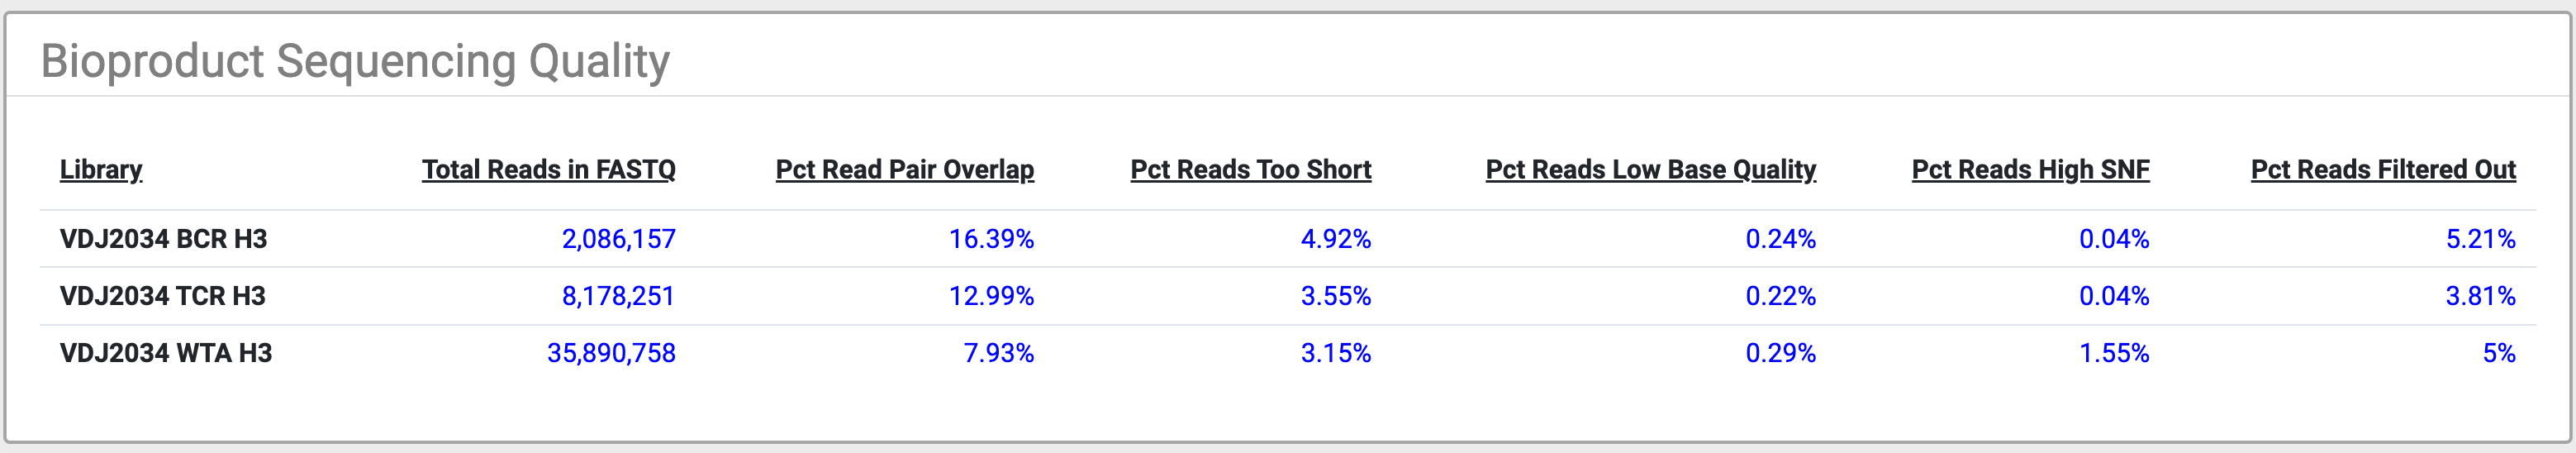 Bioproduct Sequencing Quality
Library Total Reads in FASTQ Pct Read Pair Overlap Pct Reads Too Short Pct Reads Low Base Quality Pct Reads High SNF Pct Reads Filtered Out
VDJ2034 BCR H3 2,086,157 16.39% 4.92% 0.24% 0.04% 5.21%
VDJ2034 TCR H3 8,178,251 12.99% 3.55% 0.22% 0.04% 3.81%
VDJ2034 WTA H3 35,890,758 7.93% 3.15% 0.29% 1.55% 5%